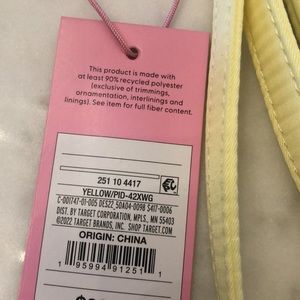 This product is made with
at least 90% recycled polyester
(exclusive of trimmings,
ornamentation, interlinings and
linings). See item for full fiber content.
251 10 4417
YELLOW/PID-42XWG
C-001747-01-005 DES22_50A04-0098 S417-0006
DIST. BY TARGET CORPORATION, MPLS, MN 55403
©2022 TARGET BRANDS, INC. SHOP TARGET.COM
ORIGIN: CHINA
1 95994 91251 1